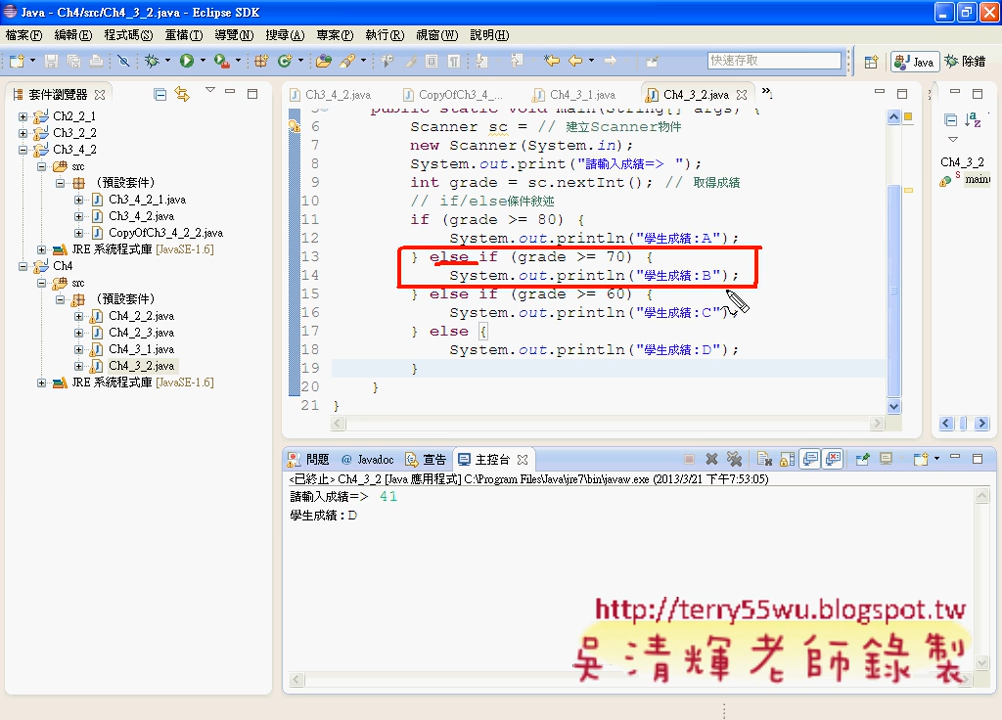 Java - Ch4/src/Ch4_3_2.java - Eclipse SDK
檔案(F) 編輯(E) 程式碼(S) 重構(T) 導覽(N) 搜尋(A) 專案(P) 執行(R) 視窗(W) 說明(H)
快速存取
Java
除錯
套件瀏覽器
Ch2_2_1
Ch3_2_2
Ch3_4_2
src
(預設套件)
Ch3_4_2_1.java
Ch3_4_2.java
CopyOfCh3_4_2_2.java
JRE 系統程式庫 [JavaSE-1.6]
Ch4
src
(預設套件)
Ch4_2_2.java
Ch4_2_3.java
Ch4_3_1.java
Ch4_3_2.java
JRE 系統程式庫 [JavaSE-1.6]
Ch3_4_2.java CopyOfCh3_4_... Ch4_3_1.java Ch4_3_2.java
public static void main(String[] args) {
6 Scanner sc = // 建立Scanner物件
7 new Scanner(System.in);
8 System.out.print("請輸入成績=> ");
9 int grade = sc.nextInt(); // 取得成績
10 // if/else條件敘述
11 if (grade >= 80) {
12 System.out.println("學生成績:A");
13 } else if (grade >= 70) {
14 System.out.println("學生成績:B");
15 } else if (grade >= 60) {
16 System.out.println("學生成績:C");
17 } else {
18 System.out.println("學生成績:D");
19 }
20 }
21 }
Ch4_3_2
main
問題 @ Javadoc 宣告 主控台
<已終止> Ch4_3_2 [Java 應用程式] C:\Program Files\Java\jre7\bin\javaw.exe (2013/3/21 下午7:53:05)
請輸入成績=> 41
學生成績:D
http://terry55wu.blogspot.tw
吳清輝老師錄製